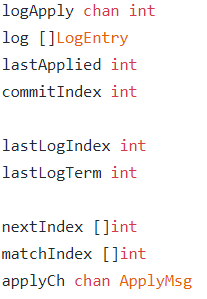 logApply chan int
log []LogEntry
lastApplied int
commitIndex int
lastLogIndex int
lastLogTerm int
nextIndex []int
matchIndex []int
applyCh chan ApplyMsg